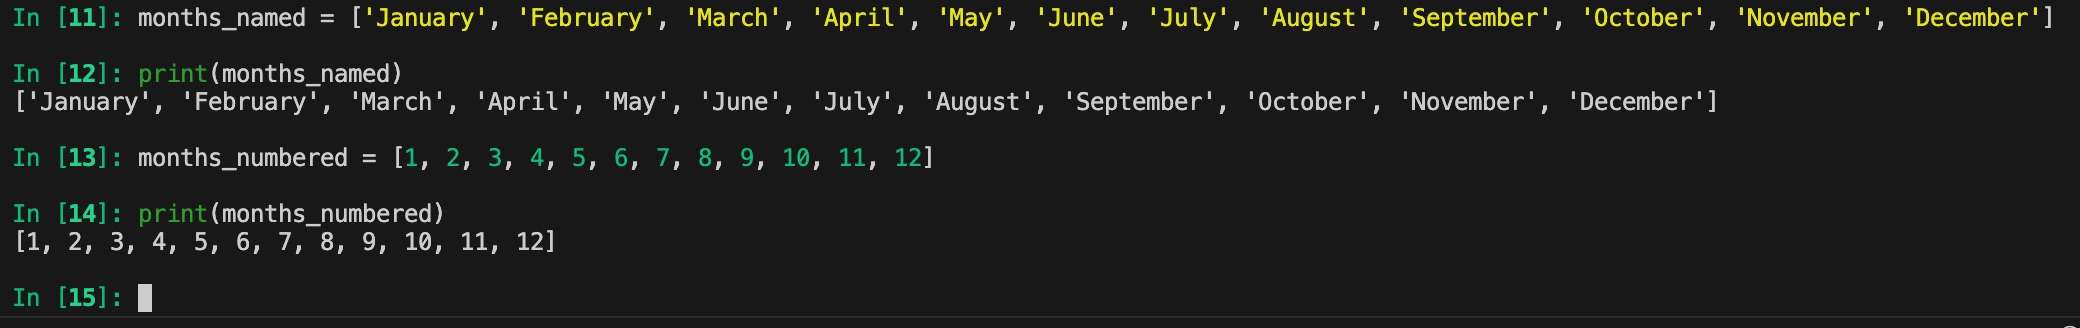 In [11]: months_named = ['January', 'February', 'March', 'April', 'May', 'June', 'July', 'August', 'September', 'October', 'November', 'December']
In [12]: print(months_named)
['January', 'February', 'March', 'April', 'May', 'June', 'July', 'August', 'September', 'October', 'November', 'December']
In [13]: months_numbered = [1, 2, 3, 4, 5, 6, 7, 8, 9, 10, 11, 12]
In [14]: print(months_numbered)
[1, 2, 3, 4, 5, 6, 7, 8, 9, 10, 11, 12]
In [15]: